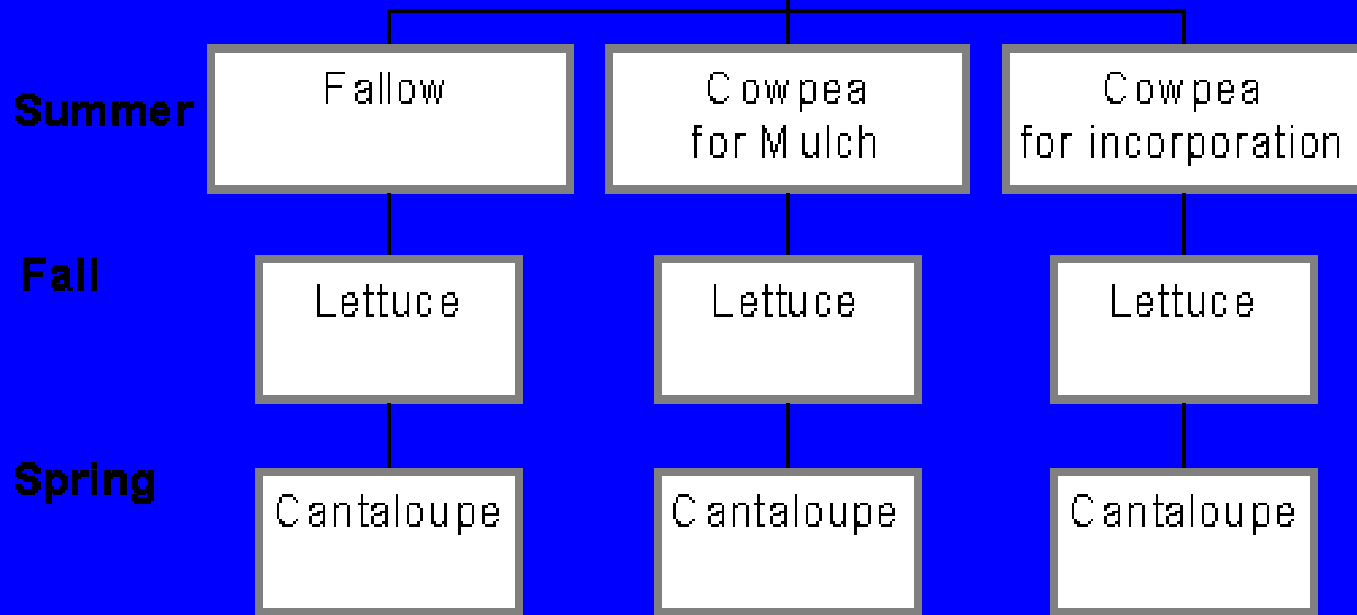 Summer
Fallow
Cowpea
for Mulch
Cowpea
for incorporation
Fall
Lettuce
Lettuce
Lettuce
Spring
Cantaloupe
Cantaloupe
Cantaloupe